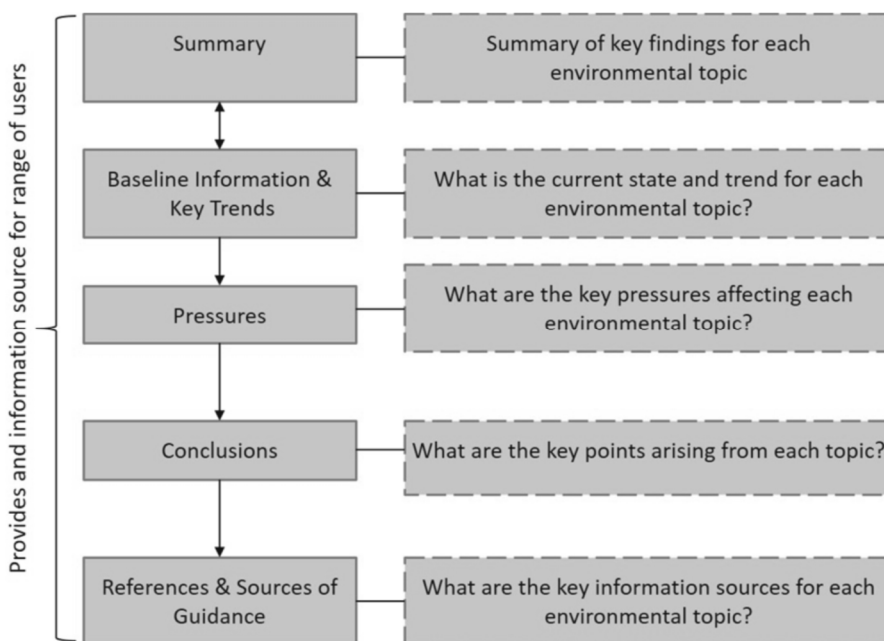 Provides and information source for range of users
Summary
Summary of key findings for each
environmental topic
Baseline Information &
Key Trends
What is the current state and trend for each
environmental topic?
Pressures
What are the key pressures affecting each
environmental topic?
Conclusions
What are the key points arising from each topic?
References & Sources of
Guidance
What are the key information sources for each
environmental topic?